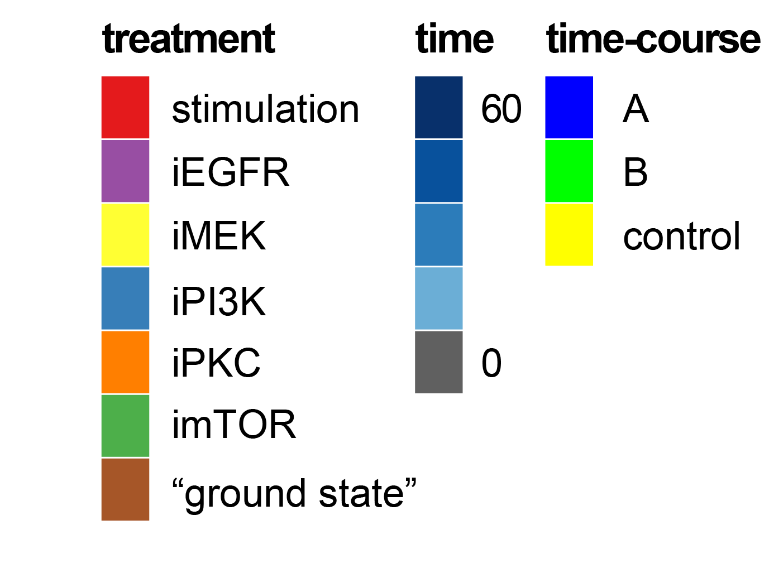 treatment time time-course
stimulation 60 A
iEGFR B
iMEK control
iPI3K
iPKC 0
imTOR
“ground state”